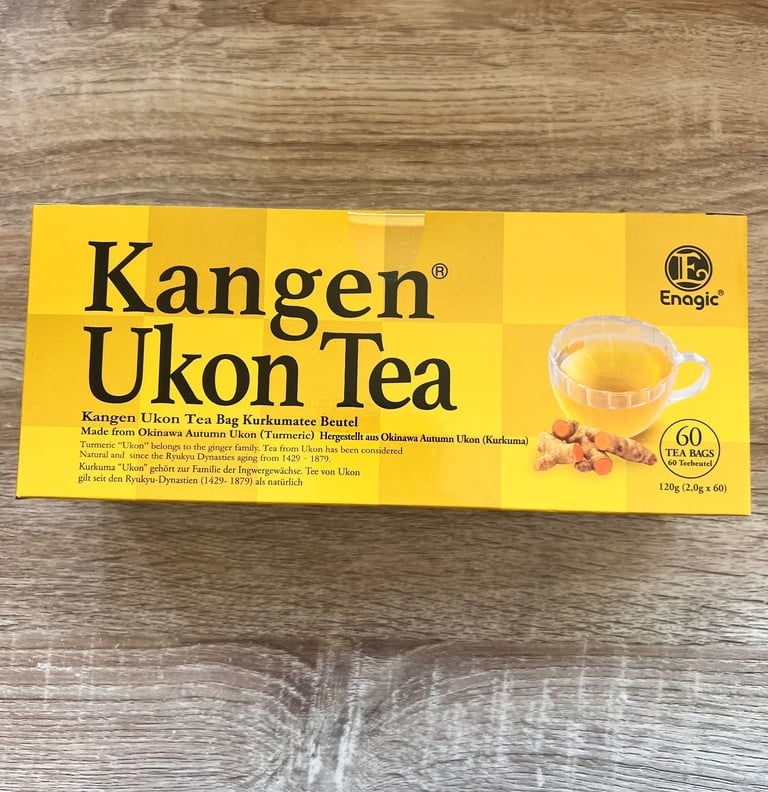 Kangen®
Ukon Tea
Kangen Ukon Tea Bag Kurkumatee Beutel
Made from Okinawa Autumn Ukon (Turmeric) Hergestellt aus Okinawa Autumn Ukon (Kurkuma)
Turmeric "Ukon" belongs to the ginger family. Tea from Ukon has been considered
Natural and since the Ryukyu Dynasties aging from 1429 - 1879.
Kurkuma "Ukon" gehört zur Familie der Ingwergewächse. Tee von Ukon
gilt seit den Ryukyu-Dynastien (1429- 1879) als natürlich
E
Enagic®
60
TEA BAGS
60 Teebeutel
120g (2,0g x 60)